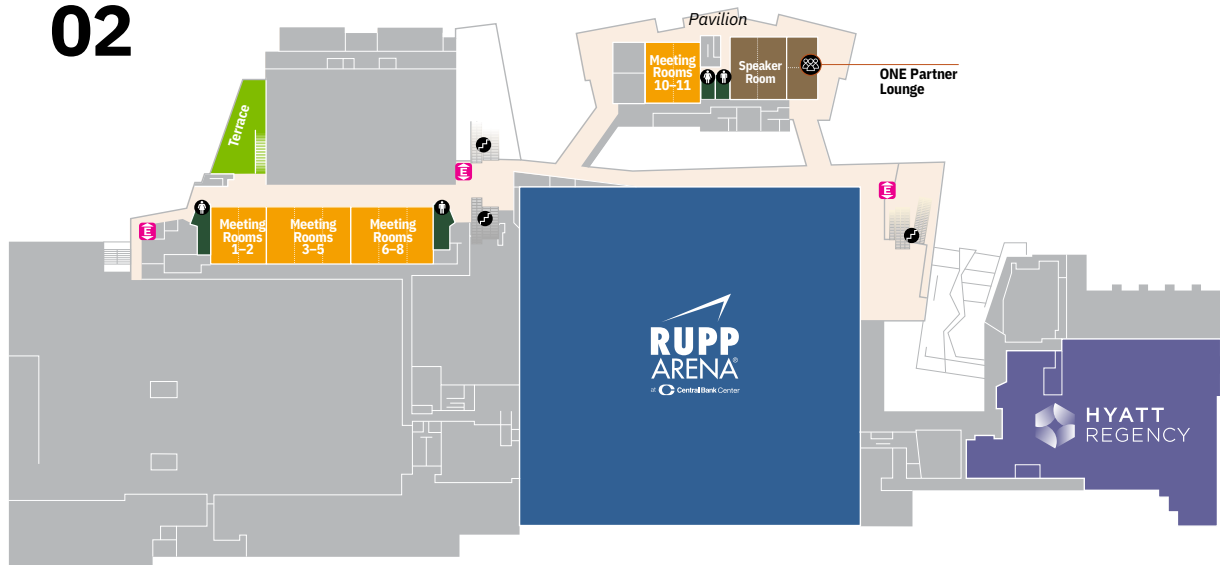 02
Pavilion
Meeting
Rooms
10–11
Speaker
Room
ONE Partner
Lounge
Terrace
E
E
E
Meeting
Rooms
1–2
Meeting
Rooms
3–5
Meeting
Rooms
6–8
RUPP
ARENA®
at Central Bank Center
HYATT
REGENCY